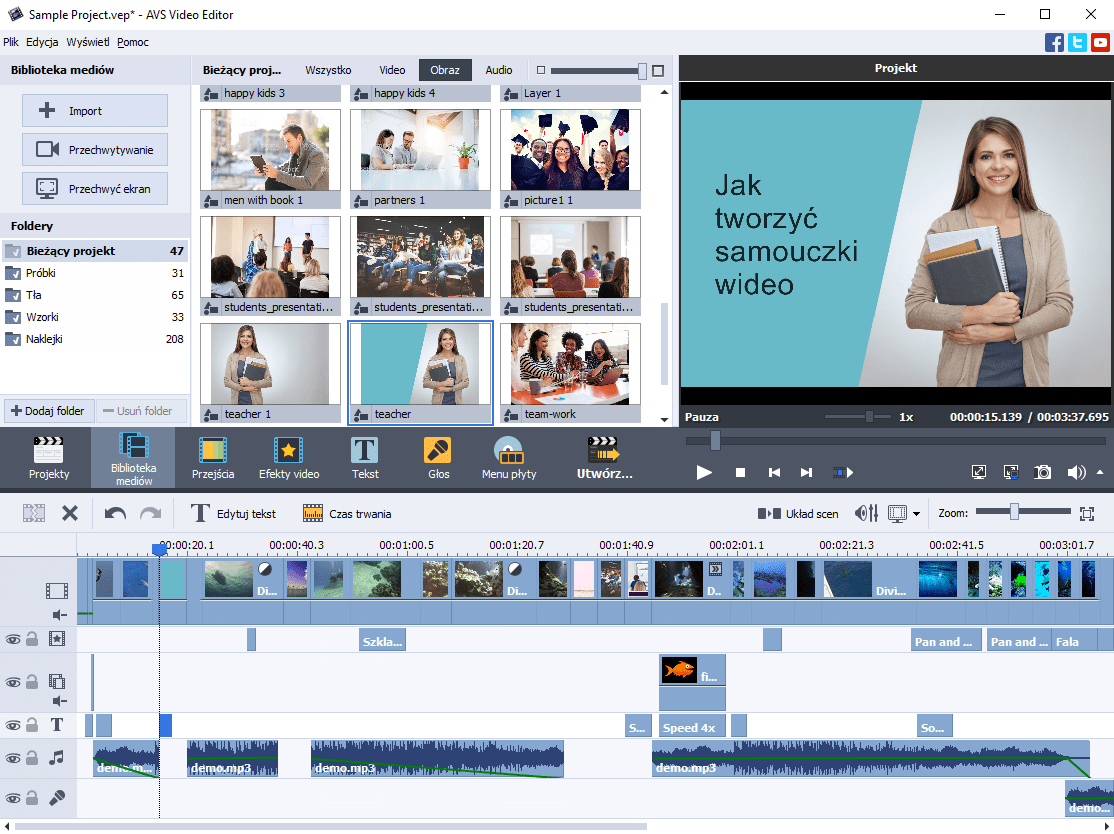 Sample Project.vep* - AVS Video Editor
Plik Edycja Wyświetl Pomoc
Biblioteka mediów
Import
Przechwytywanie
Przechwyć ekran
Foldery
Bieżący projekt 47
Próbki 31
Tła 65
Wzorki 33
Naklejki 208
Dodaj folder Usuń folder
Bieżący proj... Wszystko Video Obraz Audio
happy kids 3 happy kids 4 Layer 1
men with book 1 partners 1 picture1 1
students_presentati... students_presentati... students_presentati...
teacher 1 teacher team-work
Projekt
Jak
tworzyć
samouczki
wideo
Pauza 1x 00:00:15.139 / 00:03:37.695
Projekty
Biblioteka
mediów
Przejścia
Efekty video
Tekst
Głos
Menu płyty
Utwórz...
Edytuj tekst Czas trwania Układ scen Zoom:
00:00:20.1 00:00:40.3 00:01:00.5 00:01:20.7 00:01:40.9 00:02:01.1 00:02:21.3 00:02:41.5 00:03:01.7
Di... Di... D.. Divi...
Szkla... Pan and ... Pan and ... Fala
fi...
T S... Speed 4x So...
demo.m... demo.mp3 demo.mp3 demo.mp3
demo...